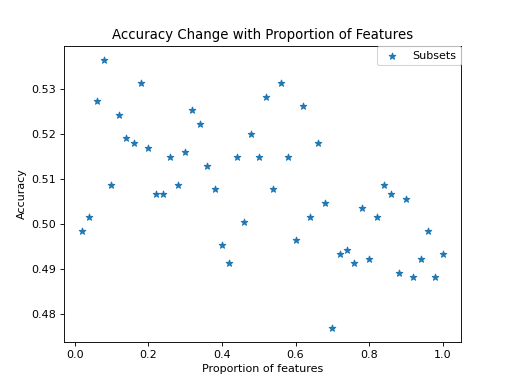 Accuracy Change with Proportion of Features
Subsets
Accuracy
0.53
0.52
0.51
0.50
0.49
0.48
0.0 0.2 0.4 0.6 0.8 1.0
Proportion of features